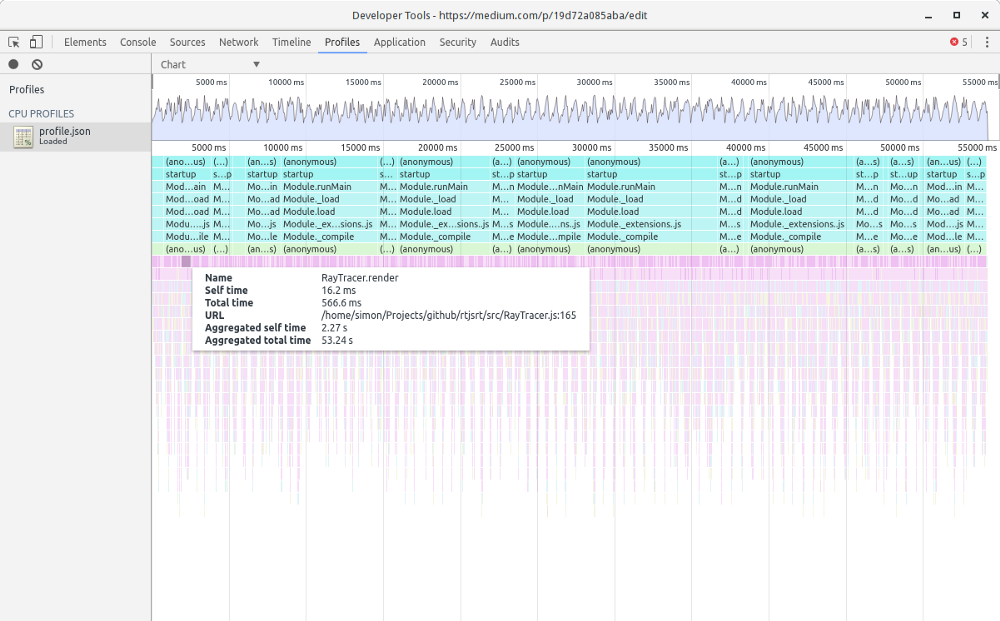 Developer Tools - https://medium.com/p/19d72a085aba/edit
Elements Console Sources Network Timeline Profiles Application Security Audits 5
Chart
Profiles
CPU PROFILES
profile.json
Loaded
5000 ms 10000 ms 15000 ms 20000 ms 25000 ms 30000 ms 35000 ms 40000 ms 45000 ms 50000 ms 55000 ms
5000 ms 10000 ms 15000 ms 20000 ms 25000 ms 30000 ms 35000 ms 40000 ms 45000 ms 50000 ms 55000 ms
(ano…us) (…) (an…s) (anonymous) (…) (anonymous) (a…) (anonymous) (anonymous) (a…) (anonymous) (a…s) (a…s) (an…us) (…)
startup s…p startup startup s… startup st…p startup startup st…p startup st…p st…up startup s…p
Mod…ain M… Mo…in Module.runMain M… Module.runMain M…n Module…nMain Module.runMain M…n Module.runMain M…n Mo…n Mod…in M…
Mod…oad M… Mo…ad Module._load M… Module._load M…d Module._load Module._load M…d Module._load M…d Mo…d Mo…ad M…
Mod…oad M… Mo…ad Module.load M… Module.load M…d Module.load Module.load M…d Module.load M…d Mo…d Mo…ad M…
Modu….js M… Mo…js Module._ex…sions.js M… Module._ex…sions.js M…s Module….ns.js Module._extensions.js M…s Module._extensions.js M…s Mo…s Mo…js M…
Modu…ile M… Mo…le Module._compile M… Module._compile M…e Module…mpile Module._compile M…e Module._compile M…e Mo…e Mod…le M…
(ano…us) (…) (an…s) (anonymous) (…) (anonymous) (a…) (anonymous) (anonymous) (a…) (anonymous) (a…s) (a…s) (an…us) (…)
Name RayTracer.render
Self time 16.2 ms
Total time 566.6 ms
URL /home/simon/Projects/github/rtjsrt/src/RayTracer.js:165
Aggregated self time 2.27 s
Aggregated total time 53.24 s